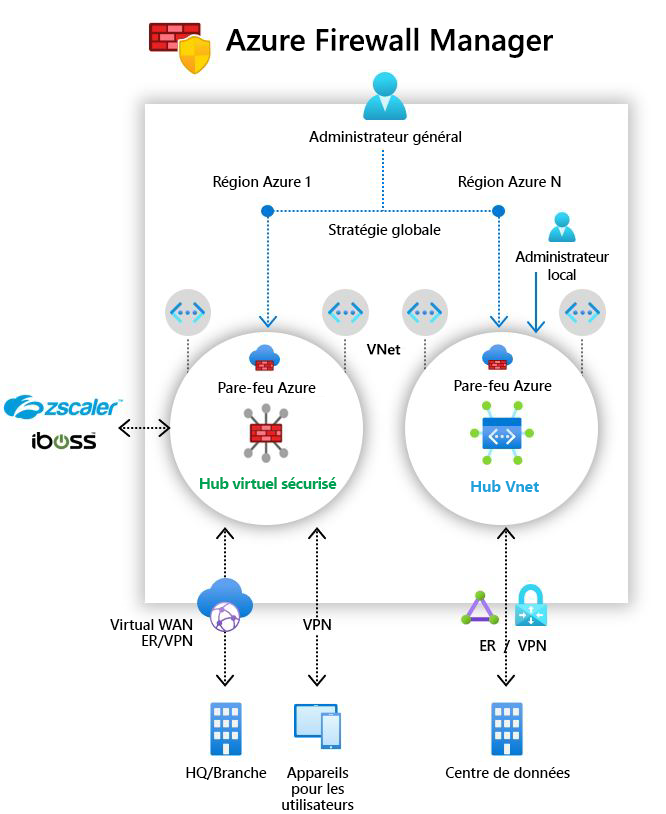 Azure Firewall Manager
Administrateur général
Région Azure 1
Région Azure N
Stratégie globale
Administrateur
local
VNet
Pare-feu Azure
Hub virtuel sécurisé
Pare-feu Azure
Hub Vnet
zscaler™
iboss™
Virtual WAN
ER/VPN
VPN
ER / VPN
HQ/Branche
Appareils
pour les
utilisateurs
Centre de données